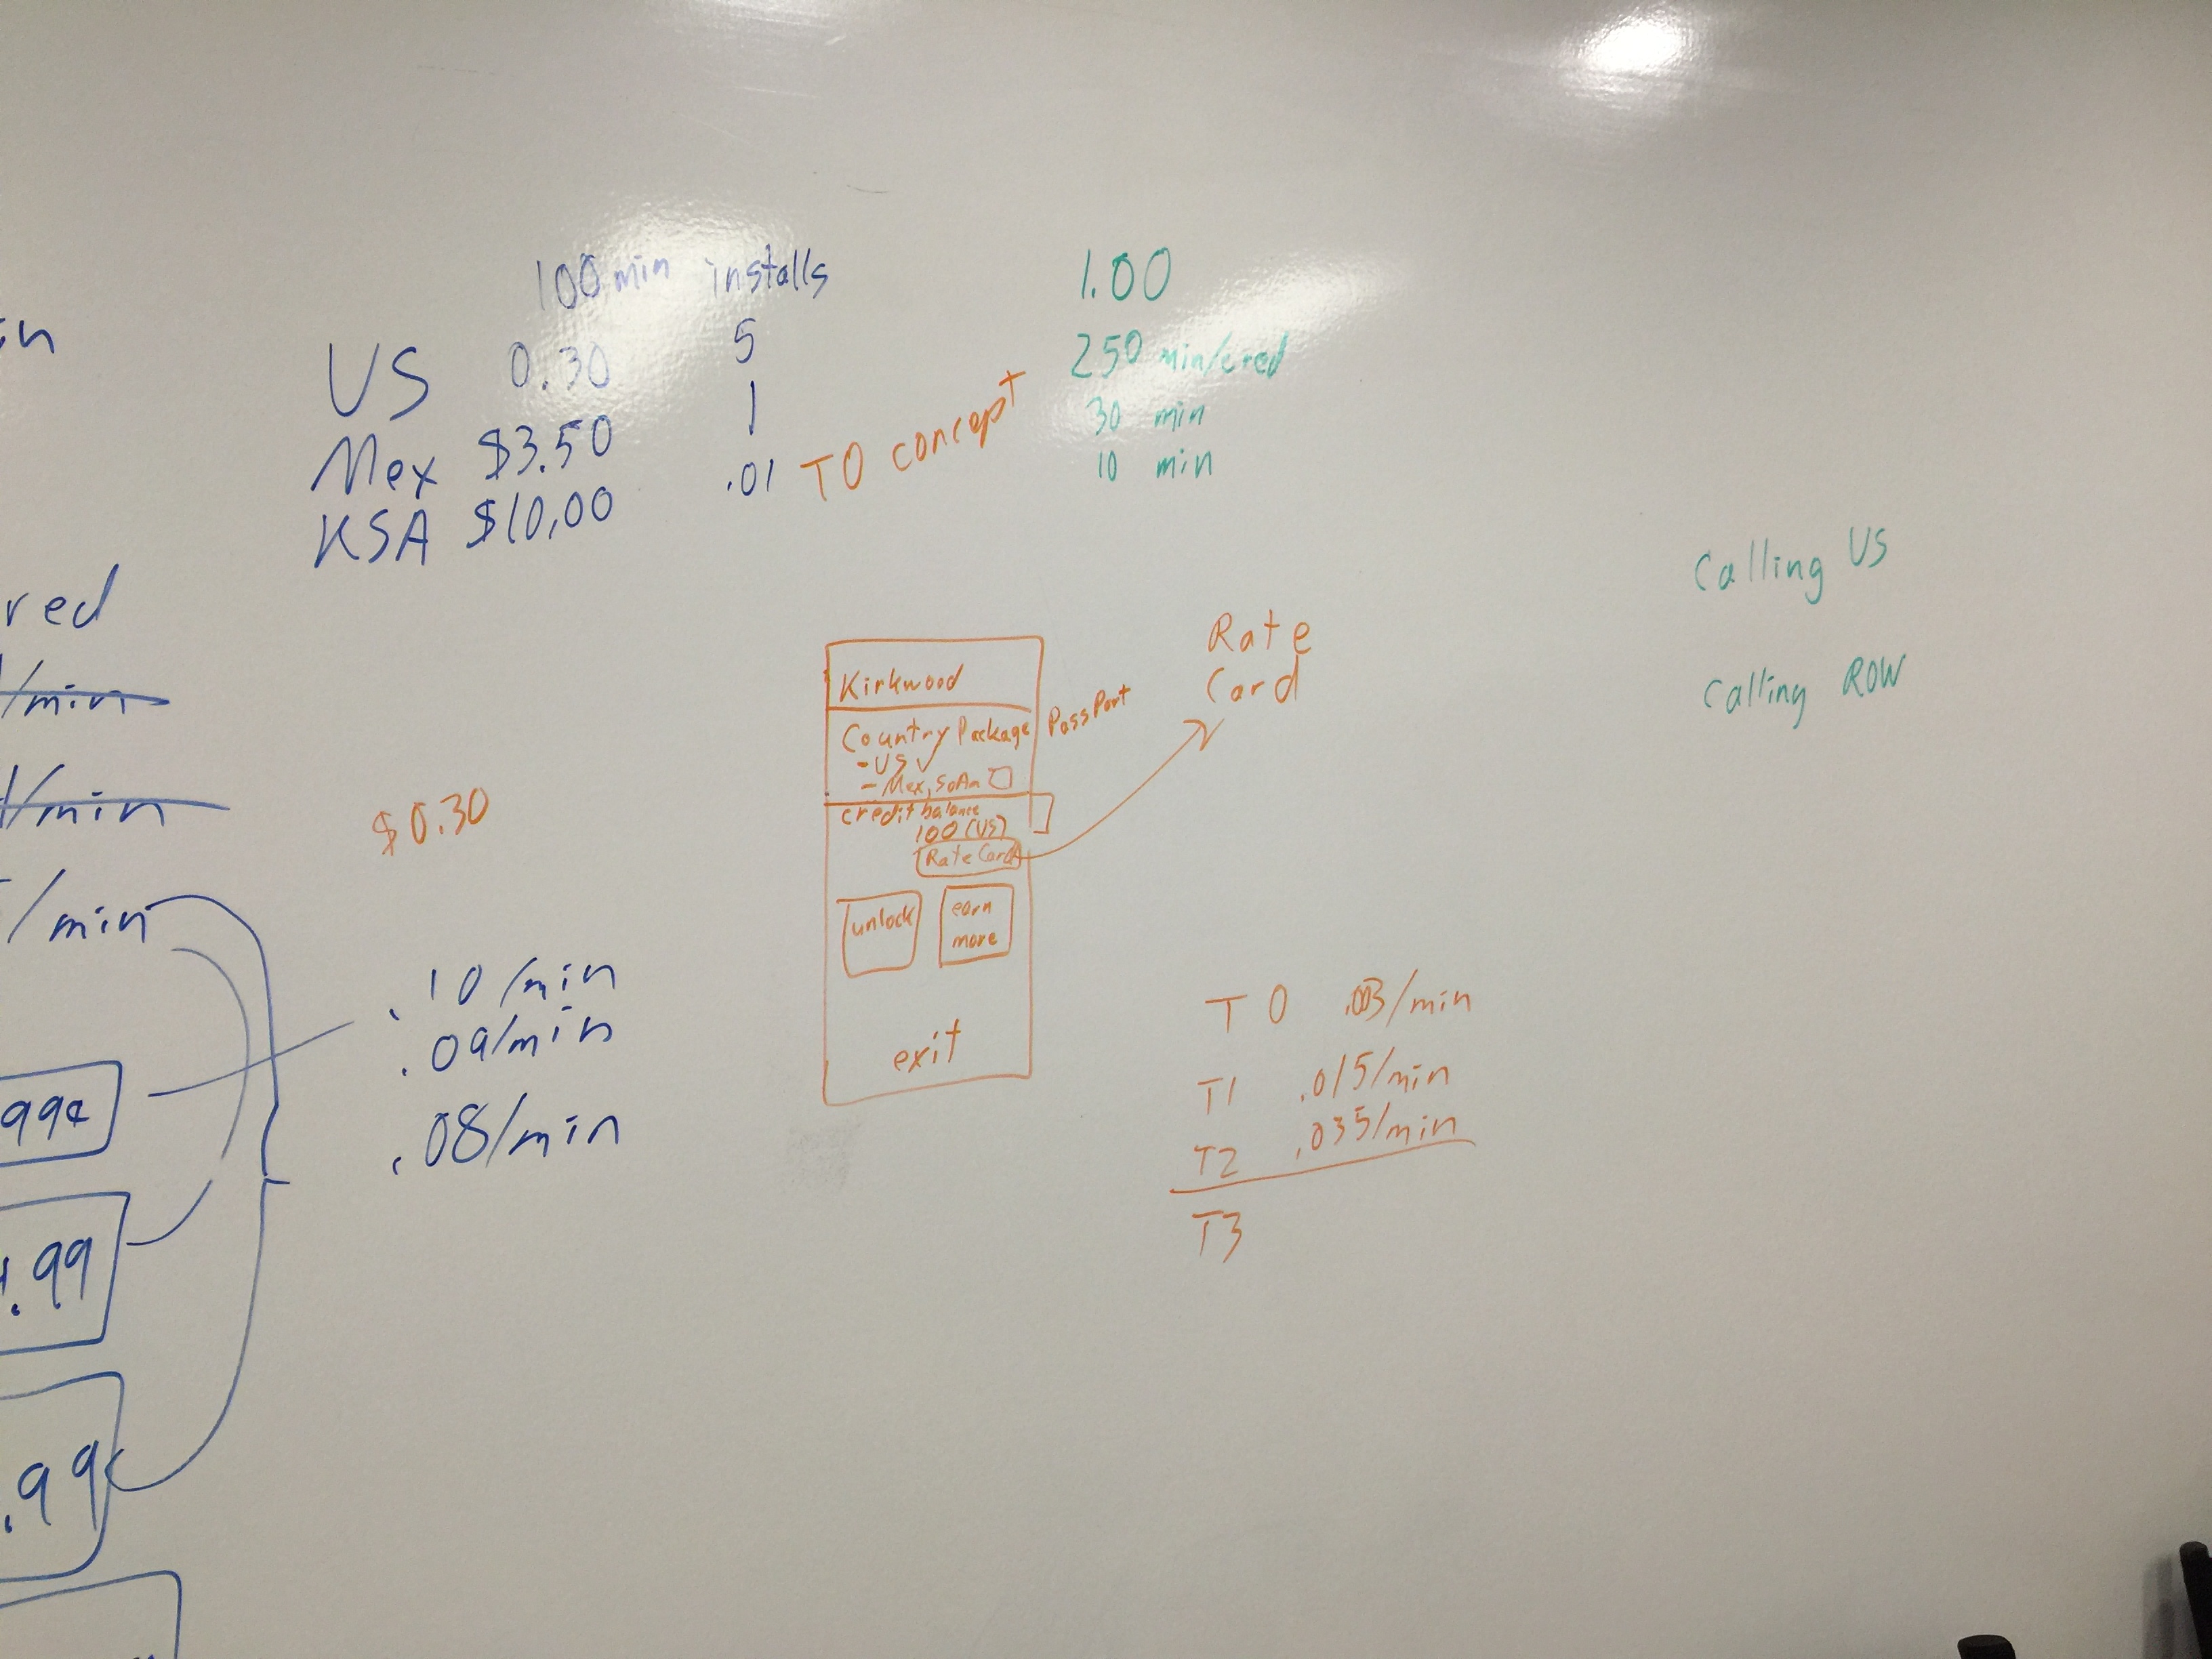 100 min installs
US 0.30 5
Mex $3.50 1
KSA $10.00 .01
TO concept
1.00
250 min/cred
30 min
10 min
Calling US
Calling ROW
in
red
/min
/min
/min
99¢
.99
.99
$0.30
.10/min
.09/min
.08/min
Kirkwood
Country Package
- US ✓
- Mex, SoAm
PassPort
credit balance
100 (US)
Rate Card
unlock
earn
more
exit
Rate
Card
T0 .003/min
T1 .015/min
T2 .035/min
T3